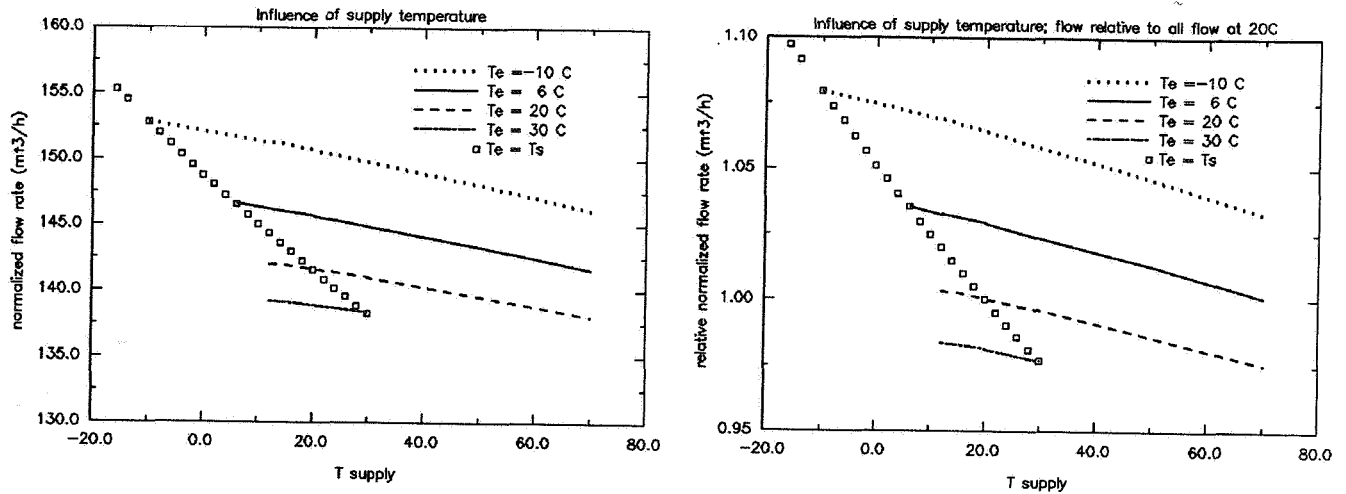 Influence of supply temperature
160.0
155.0
150.0
145.0
140.0
135.0
130.0
normalized flow rate (mt3/h)
Te =-10 C
Te = 6 C
Te = 20 C
Te = 30 C
Te = Ts
-20.0 0.0 20.0 40.0 60.0 80.0
T supply
Influence of supply temperature; flow relative to all flow at 20C
1.10
1.05
1.00
0.95
relative normalized flow rate (mt3/h)
Te =-10 C
Te = 6 C
Te = 20 C
Te = 30 C
Te = Ts
-20.0 0.0 20.0 40.0 60.0 80.0
T supply